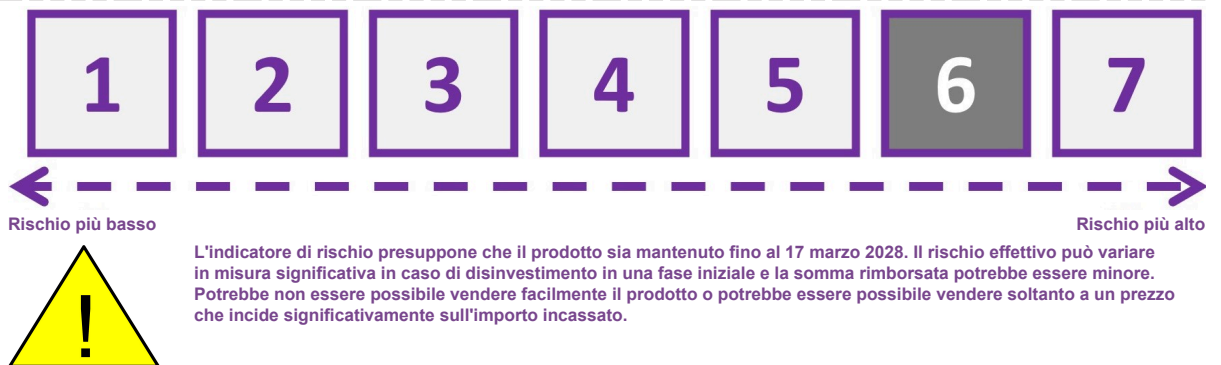 1 2 3 4 5 6 7
Rischio più basso Rischio più alto
L'indicatore di rischio presuppone che il prodotto sia mantenuto fino al 17 marzo 2028. Il rischio effettivo può variare
in misura significativa in caso di disinvestimento in una fase iniziale e la somma rimborsata potrebbe essere minore.
Potrebbe non essere possibile vendere facilmente il prodotto o potrebbe essere possibile vendere soltanto a un prezzo
che incide significativamente sull'importo incassato.
!